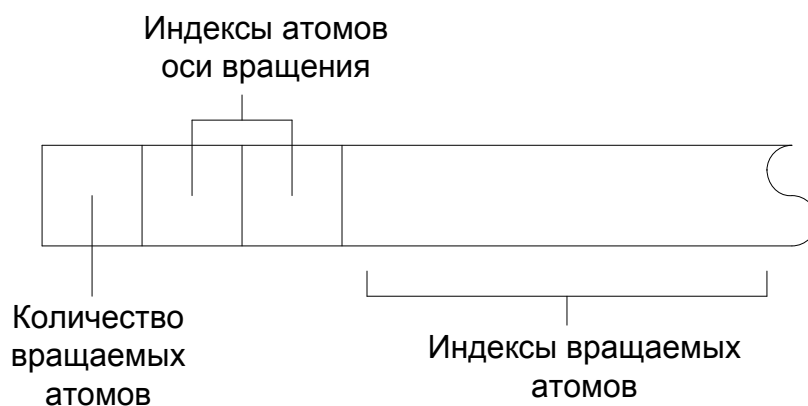 Индексы атомов
оси вращения
Количество
вращаемых
атомов
Индексы вращаемых
атомов